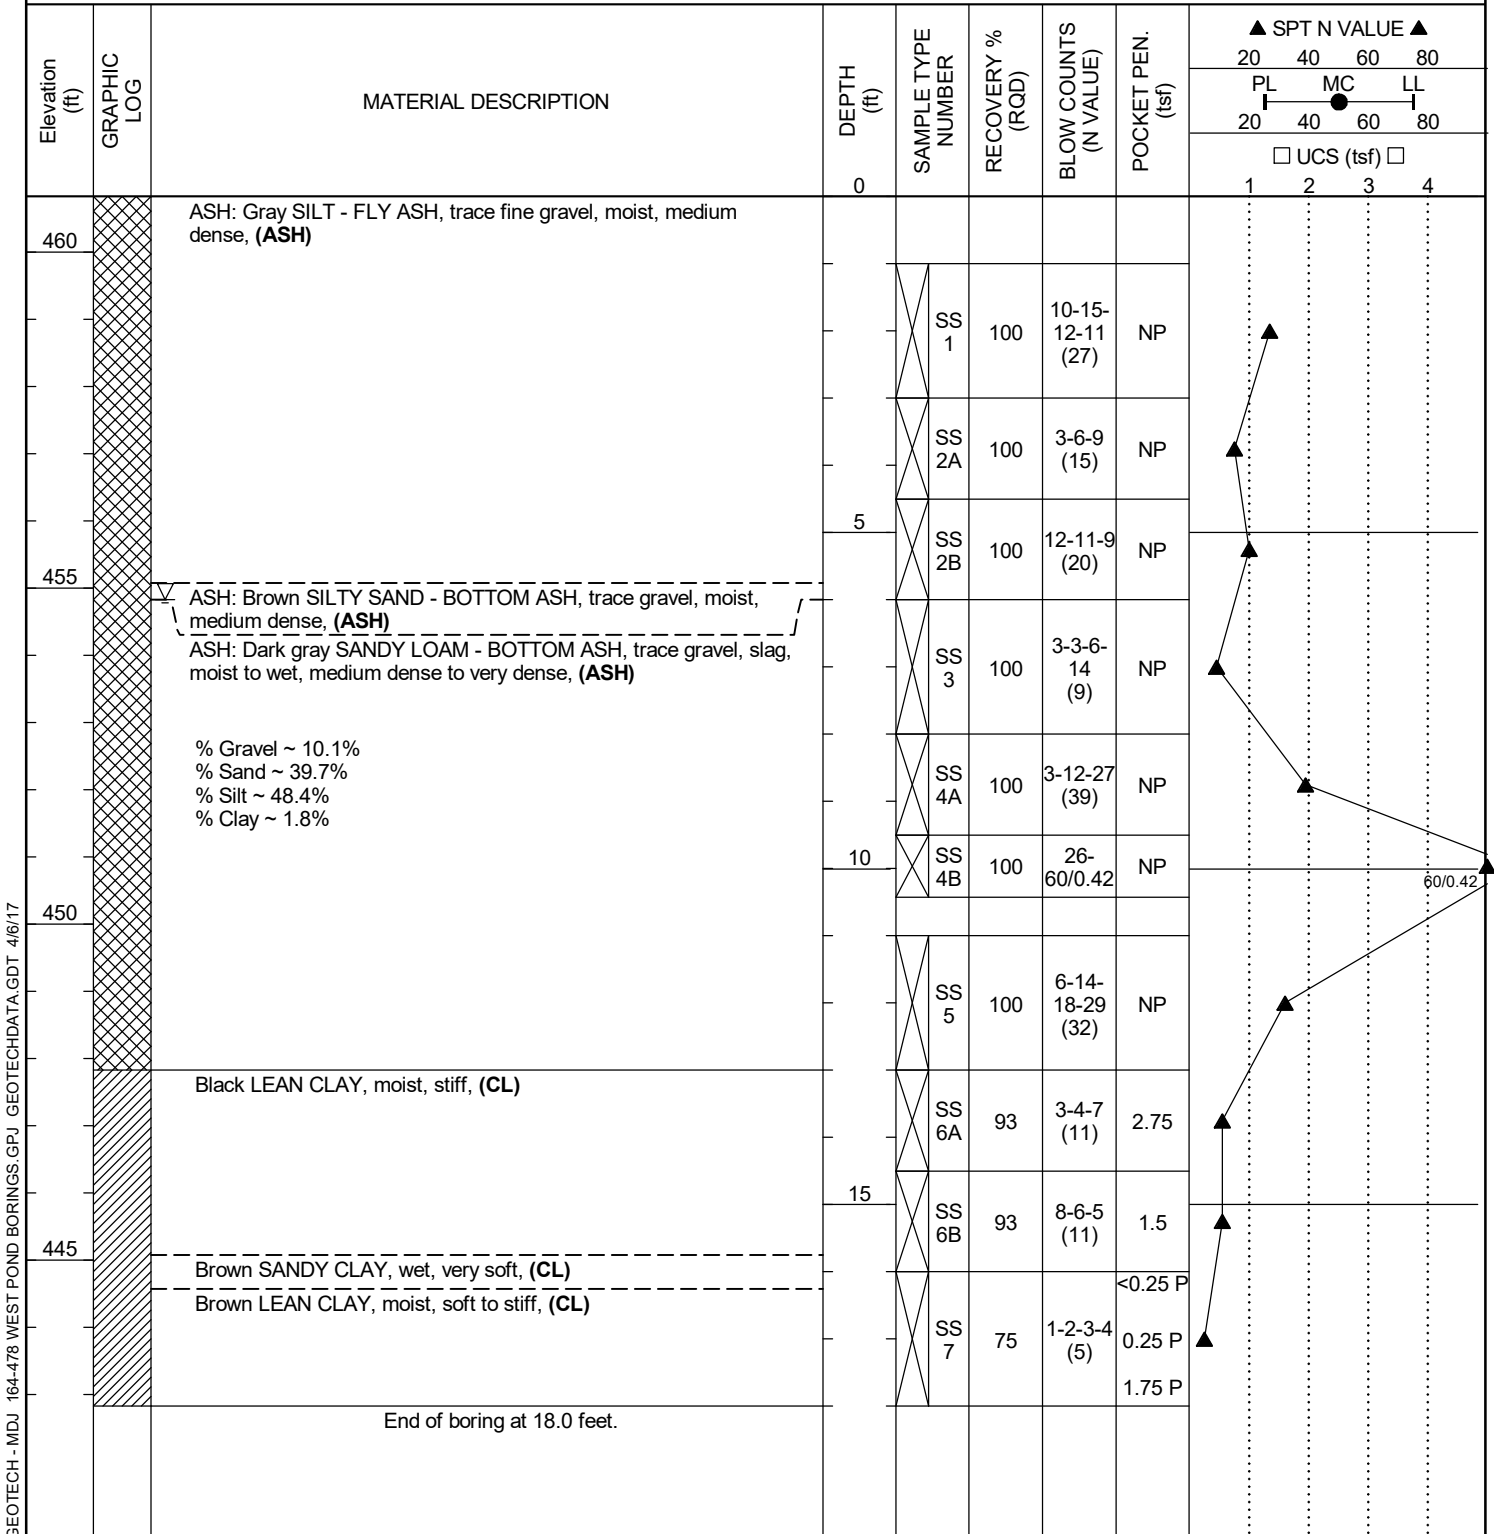 Elevation
(ft)
GRAPHIC
LOG
MATERIAL DESCRIPTION
DEPTH
(ft)
SAMPLE TYPE
NUMBER
RECOVERY %
(RQD)
BLOW COUNTS
(N VALUE)
POCKET PEN.
(tsf)
▲ SPT N VALUE ▲
20 40 60 80
PL MC LL
20 40 60 80
□ UCS (tsf) □
1 2 3 4
0
ASH: Gray SILT - FLY ASH, trace fine gravel, moist, medium
dense, (ASH)
460
SS
1
100
10-15-
12-11
(27)
NP
SS
2A
100
3-6-9
(15)
NP
5
SS
2B
100
12-11-9
(20)
NP
455
ASH: Brown SILTY SAND - BOTTOM ASH, trace gravel, moist,
medium dense, (ASH)
ASH: Dark gray SANDY LOAM - BOTTOM ASH, trace gravel, slag,
moist to wet, medium dense to very dense, (ASH)
SS
3
100
3-3-6-
14
(9)
NP
% Gravel ~ 10.1%
% Sand ~ 39.7%
% Silt ~ 48.4%
% Clay ~ 1.8%
SS
4A
100
3-12-27
(39)
NP
10
SS
4B
100
26-
60/0.42
NP
60/0.42
450
SS
5
100
6-14-
18-29
(32)
NP
Black LEAN CLAY, moist, stiff, (CL)
SS
6A
93
3-4-7
(11)
2.75
15
SS
6B
93
8-6-5
(11)
1.5
445
Brown SANDY CLAY, wet, very soft, (CL)
Brown LEAN CLAY, moist, soft to stiff, (CL)
SS
7
75
1-2-3-4
(5)
<0.25 P
0.25 P
1.75 P
End of boring at 18.0 feet.
GEOTECH - MDJ 164-478 WEST POND BORINGS.GPJ GEOTECHDATA.GDT 4/6/17